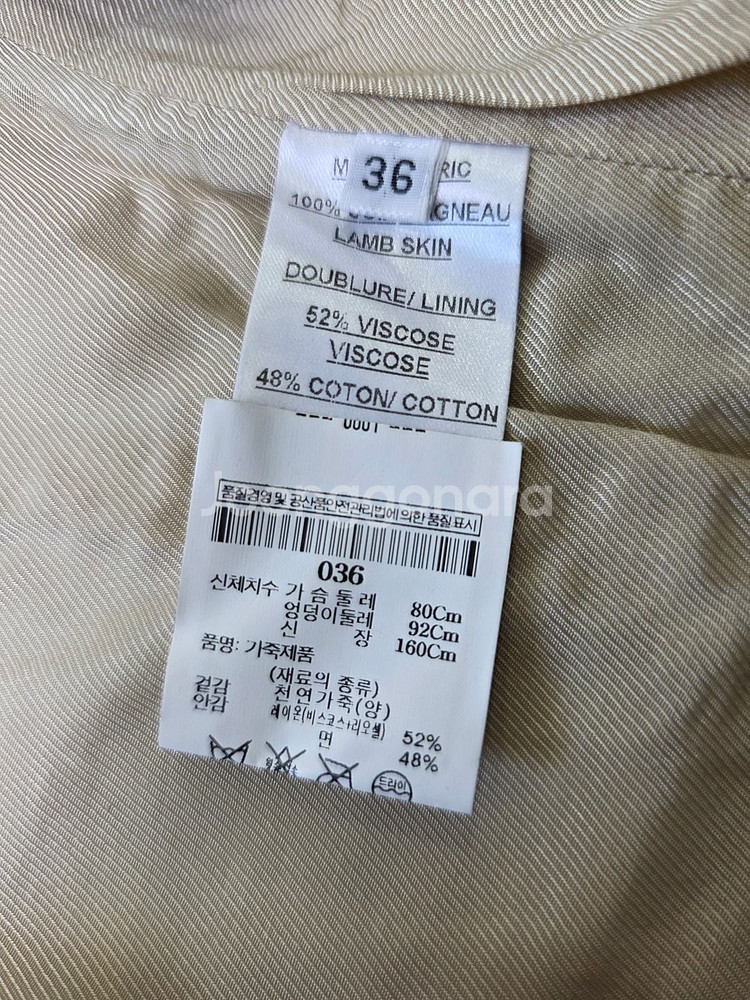 36
100%
LAMB SKIN
DOUBLURE/ LINING
52% VISCOSE
VISCOSE
48% COTON/ COTTON
Joonggonara
품질경영 및 공산품안전관리법에 의한 품질표시
036
신체치수 가 슴 둘 레 80Cm
엉덩이둘레 92Cm
신 장 160Cm
품명: 가죽제품
(재료의 종류)
겉감 천연가죽(양)
안감 레이온(비스코스) 52%
면 48%
드라이